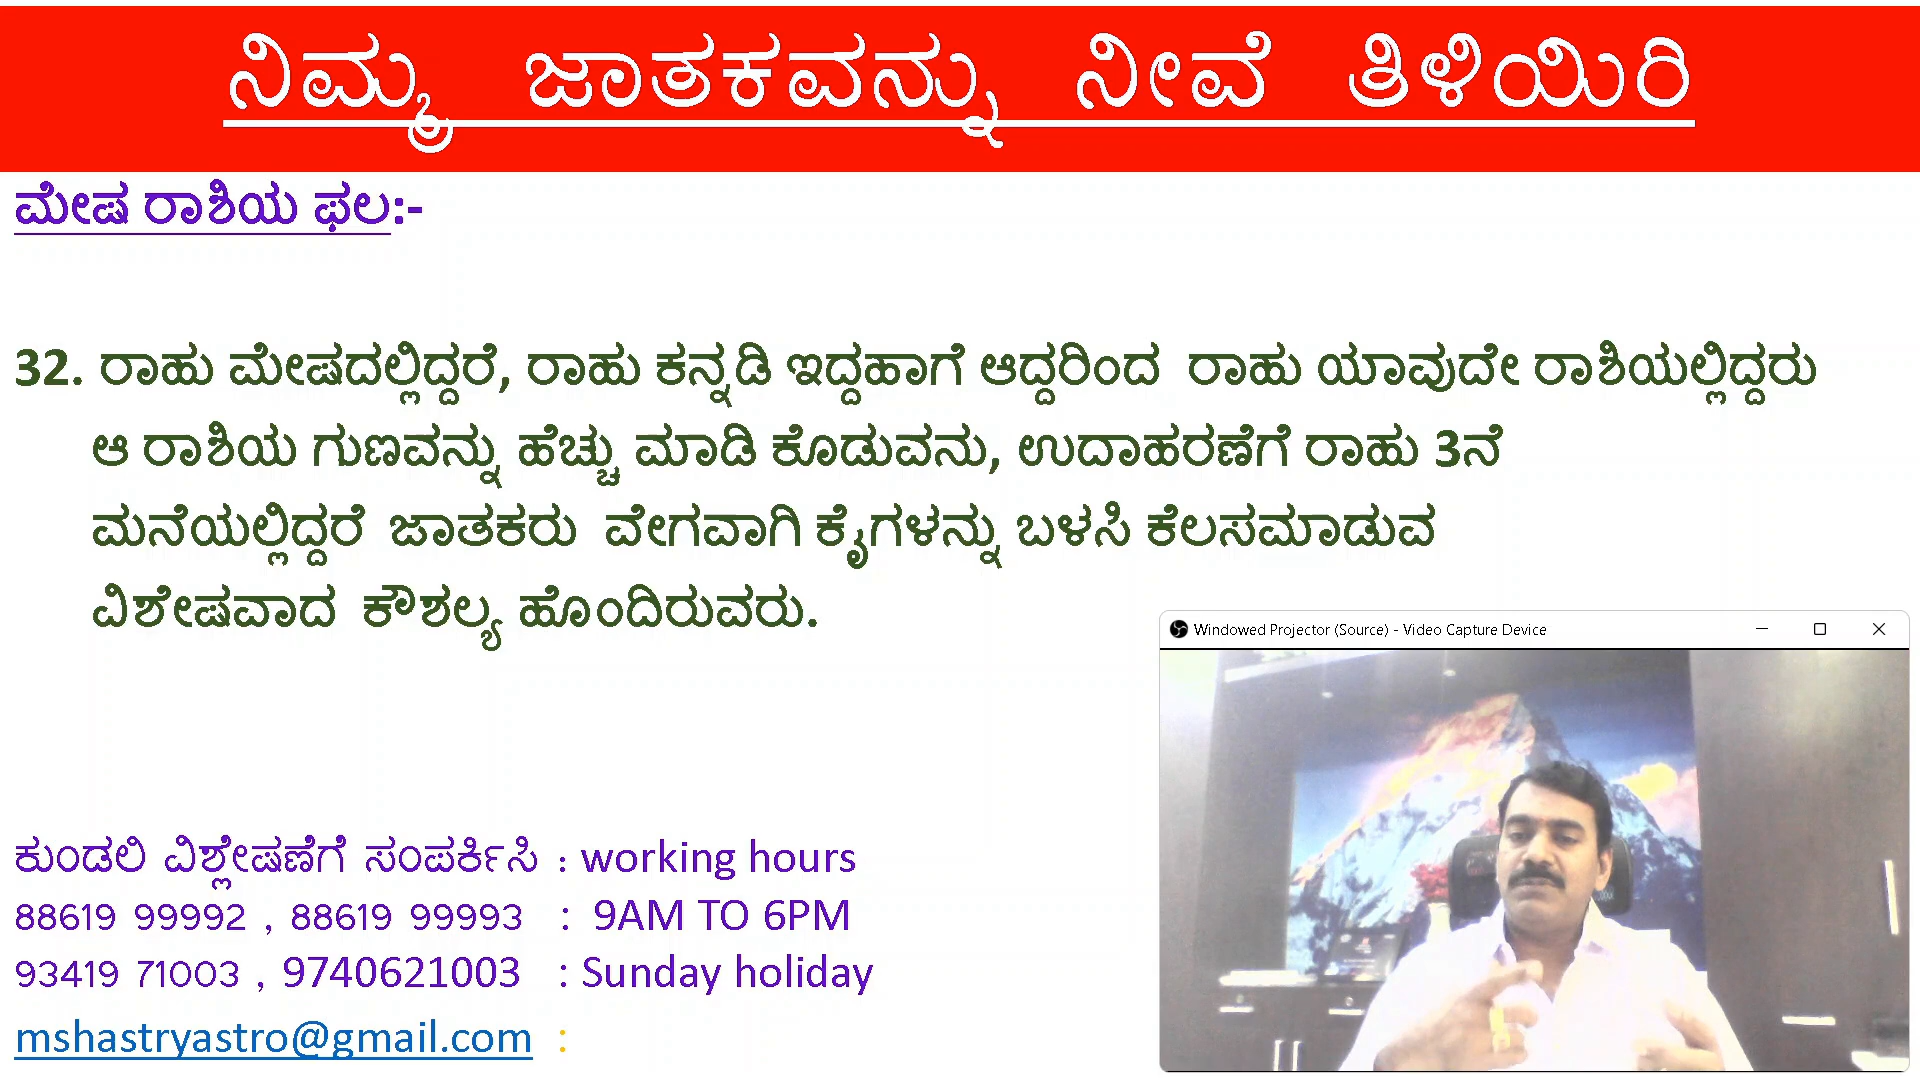 ನಿಮ್ಮ ಜಾತಕವನ್ನು ನೀವೆ ತಿಳಿಯಿರಿ
ಮೇಷ ರಾಶಿಯ ಫಲ:-
32. ರಾಹು ಮೇಷದಲ್ಲಿದ್ದರೆ, ರಾಹು ಕನ್ನಡಿ ಇದ್ದಹಾಗೆ ಆದ್ದರಿಂದ ರಾಹು ಯಾವುದೇ ರಾಶಿಯಲ್ಲಿದ್ದರು
ಆ ರಾಶಿಯ ಗುಣವನ್ನು ಹೆಚ್ಚು ಮಾಡಿ ಕೊಡುವನು, ಉದಾಹರಣೆಗೆ ರಾಹು 3ನೆ
ಮನೆಯಲ್ಲಿದ್ದರೆ ಜಾತಕರು ವೇಗವಾಗಿ ಕೈಗಳನ್ನು ಬಳಸಿ ಕೆಲಸಮಾಡುವ
ವಿಶೇಷವಾದ ಕೌಶಲ್ಯ ಹೊಂದಿರುವರು.
Windowed Projector (Source) - Video Capture Device
ಕುಂಡಲಿ ವಿಶ್ಲೇಷಣೆಗೆ ಸಂಪರ್ಕಿಸಿ : working hours
88619 99992 , 88619 99993 : 9AM TO 6PM
93419 71003 , 9740621003 : Sunday holiday
mshastryastro@gmail.com :